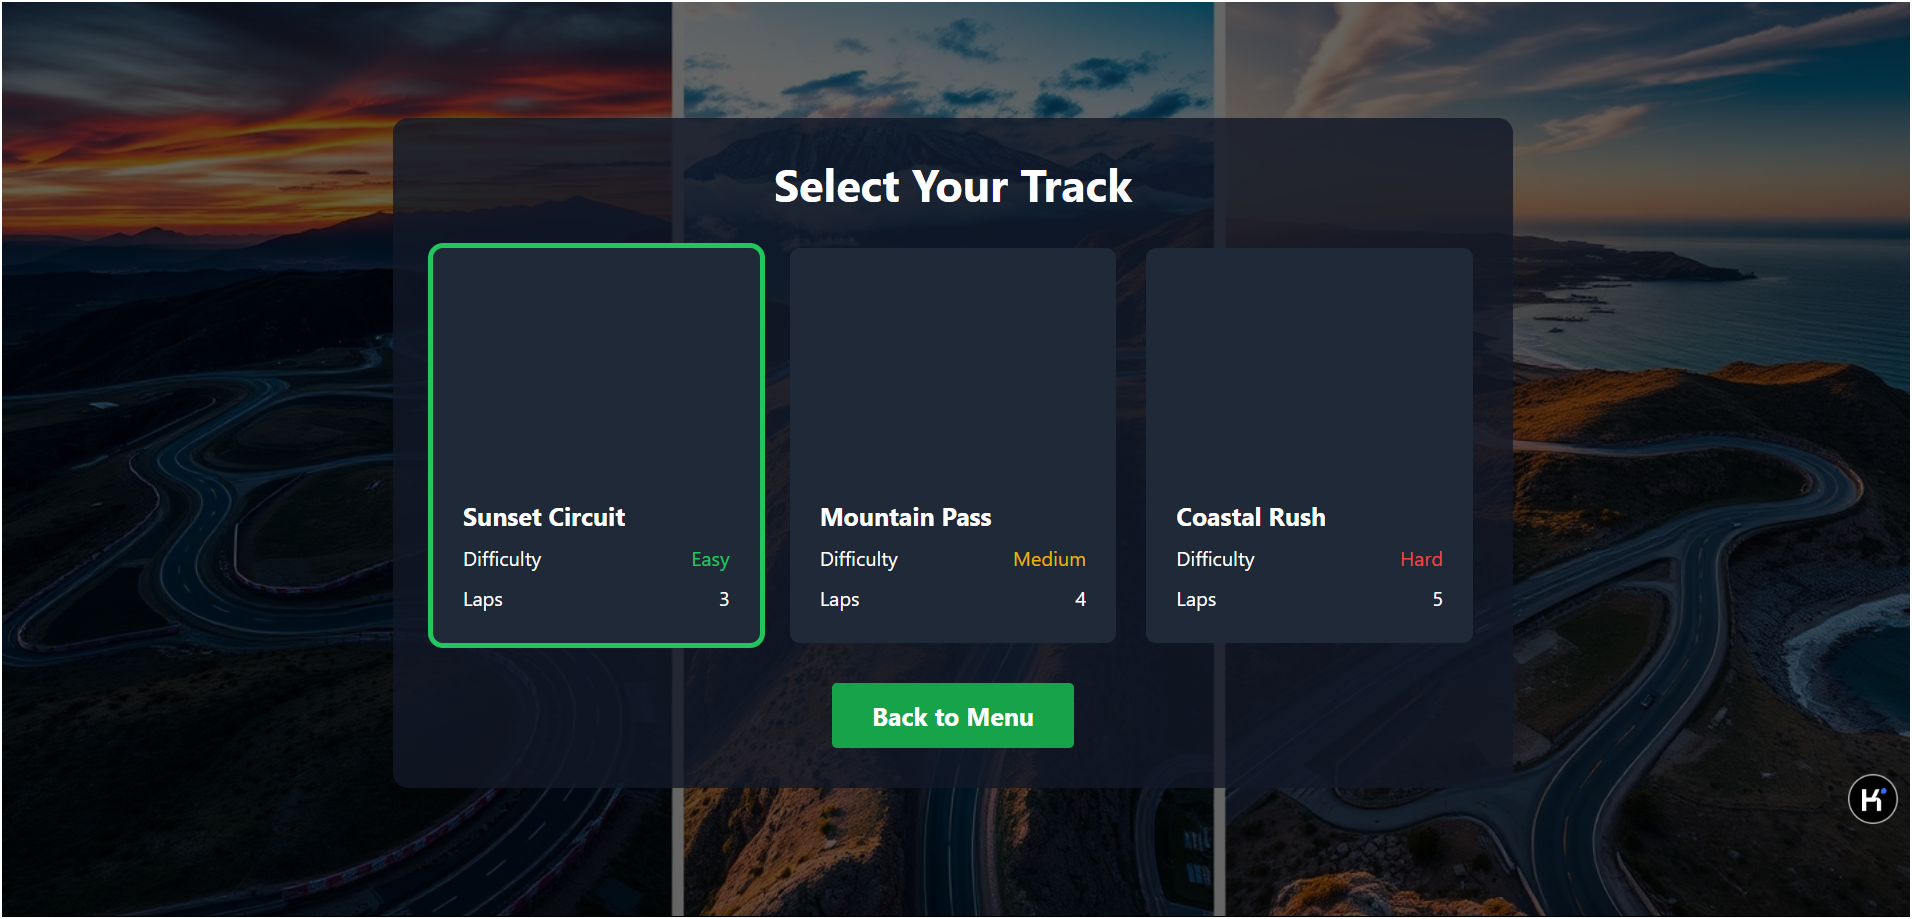 Select Your Track
Sunset Circuit
Difficulty Easy
Laps 3
Mountain Pass
Difficulty Medium
Laps 4
Coastal Rush
Difficulty Hard
Laps 5
Back to Menu
K